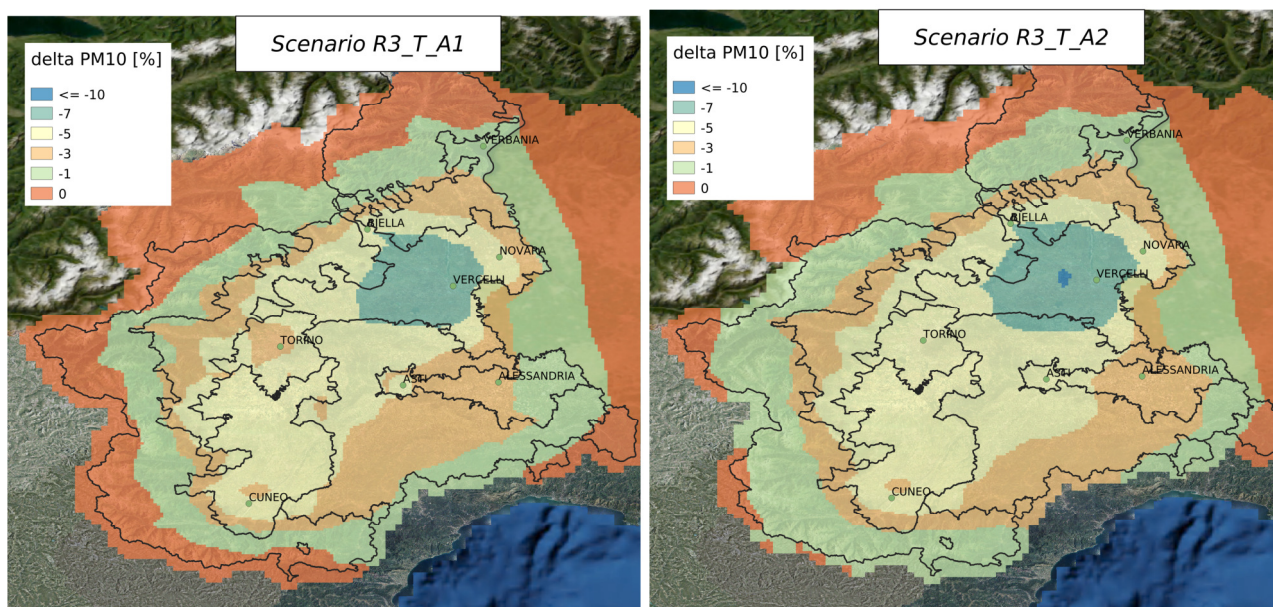 Scenario R3_T_A1
delta PM10 [%]
<= -10
-7
-5
-3
-1
0
VERBANIA
BIELLA
NOVARA
VERCELLI
TORINO
ASTI
ALESSANDRIA
CUNEO
Scenario R3_T_A2
delta PM10 [%]
<= -10
-7
-5
-3
-1
0
VERBANIA
BIELLA
NOVARA
VERCELLI
TORINO
ASTI
ALESSANDRIA
CUNEO